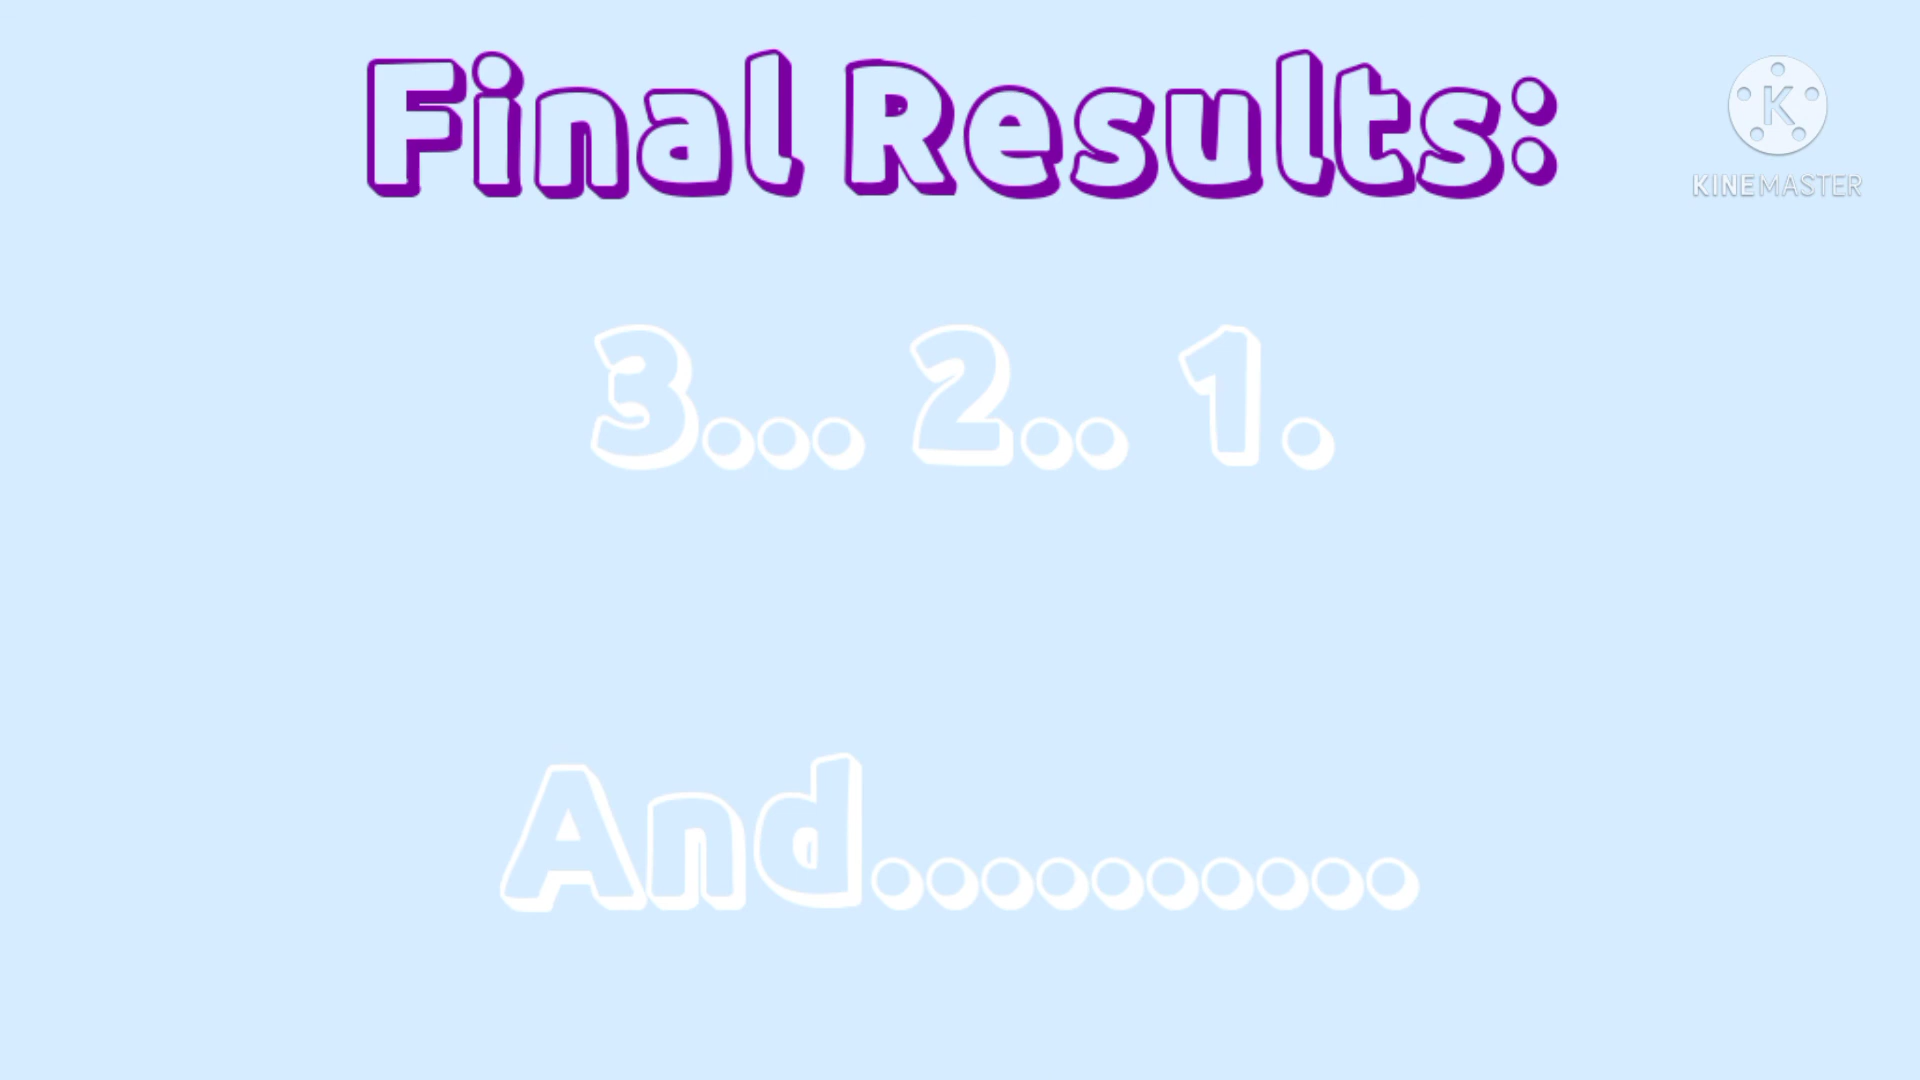 Final Results:
K
KINEMASTER
3... 2.. 1.
And..........